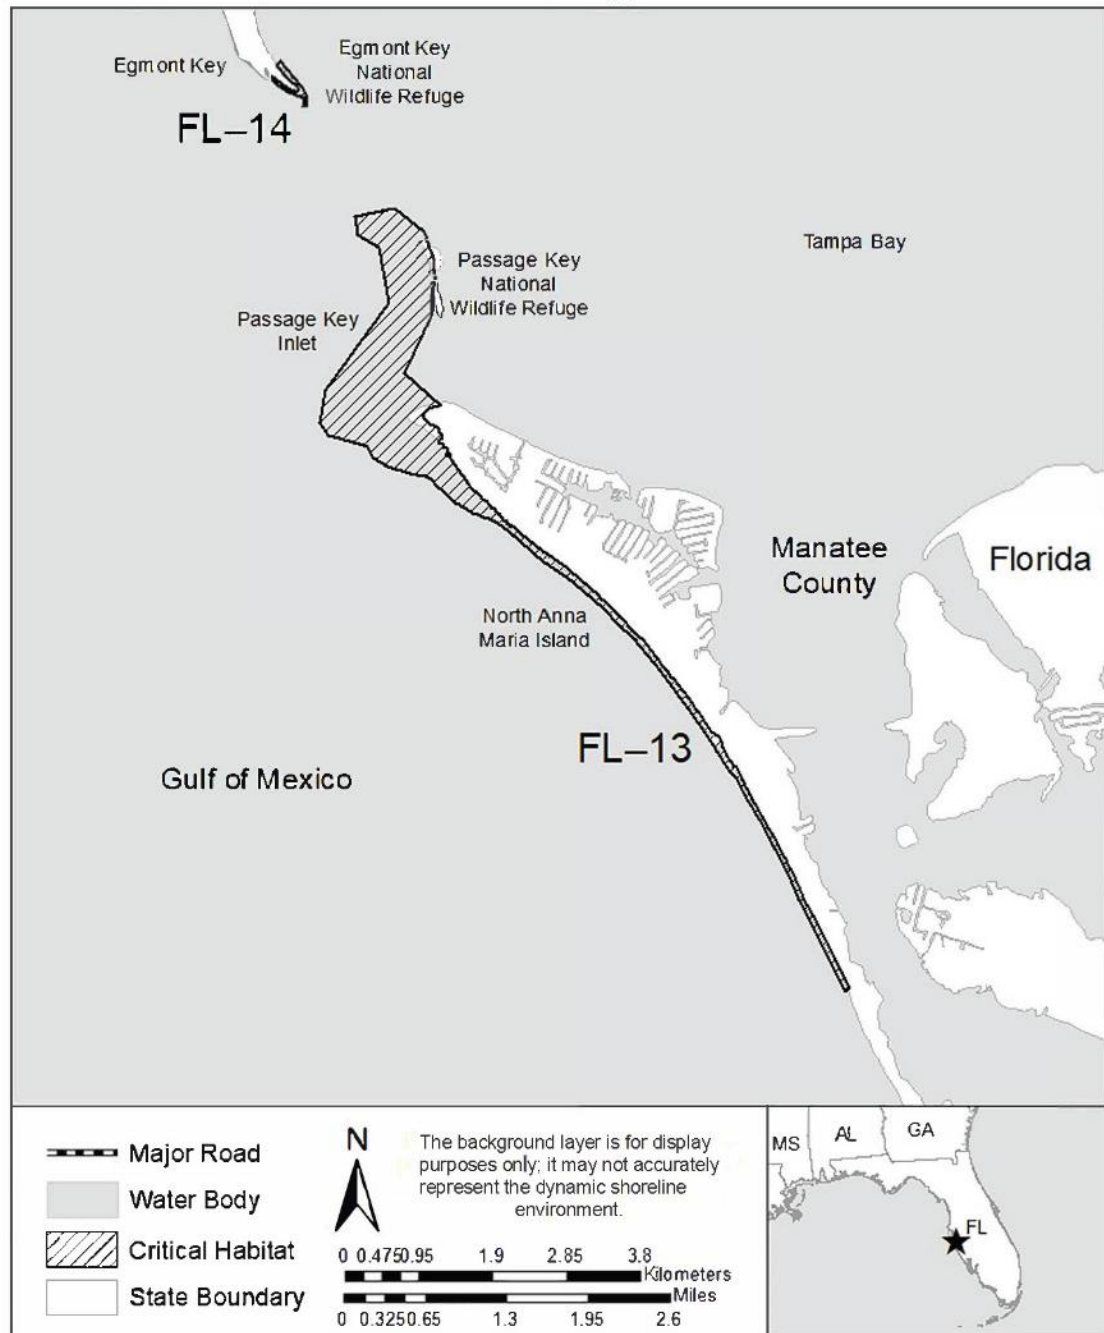 Egmont Key
Egmont Key
National
Wildlife Refuge
FL–14
Tampa Bay
Passage Key
National
Wildlife Refuge
Passage Key
Inlet
Manatee
County
Florida
North Anna
Maria Island
FL–13
Gulf of Mexico
Major Road
Water Body
Critical Habitat
State Boundary
N
The background layer is for display
purposes only; it may not accurately
represent the dynamic shoreline
environment.
0 0.475 0.95 1.9 2.85 3.8
Kilometers
Miles
0 0.325 0.65 1.3 1.95 2.6
MS
AL
GA
FL